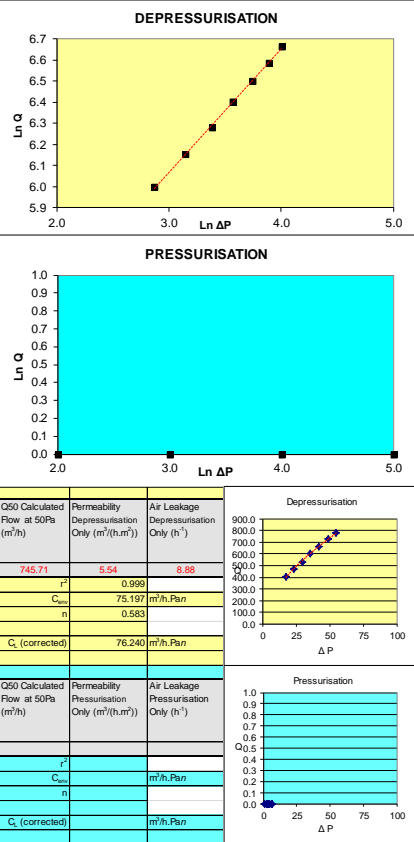 DEPRESSURISATION
6.7
6.6
6.4
6.3
6.2
6.0
5.9
Ln Q
2.0 3.0 4.0 5.0
Ln ΔP
PRESSURISATION
1.0
0.9
0.8
0.7
0.6
0.5
0.4
0.3
0.2
0.1
0.0
Ln Q
2.0 3.0 4.0 5.0
Ln ΔP
Q50 Calculated Permeability Air Leakage
Flow at 50Pa Depressurisation Depressurisation
(m³/h) Only (m³/(h.m²)) Only (h⁻¹)
745.71 5.54 8.88
r² 0.999
Cenv 75.197 m³/h.Pan
n 0.583
CL (corrected) 76.240 m³/h.Pan
Depressurisation
900.0
800.0
700.0
600.0
500.0
400.0
300.0
200.0
100.0
0.0
Q
0 25 50 75 100
Δ P
Q50 Calculated Permeability Air Leakage
Flow at 50Pa Pressurisation Pressurisation
(m³/h) Only (m³/(h.m²)) Only (h⁻¹)
r²
Cenv m³/h.Pan
n
CL (corrected) m³/h.Pan
Pressurisation
1.0
0.9
0.8
0.7
0.6
0.5
0.4
0.3
0.2
0.1
0.0
Q
0 25 50 75 100
Δ P